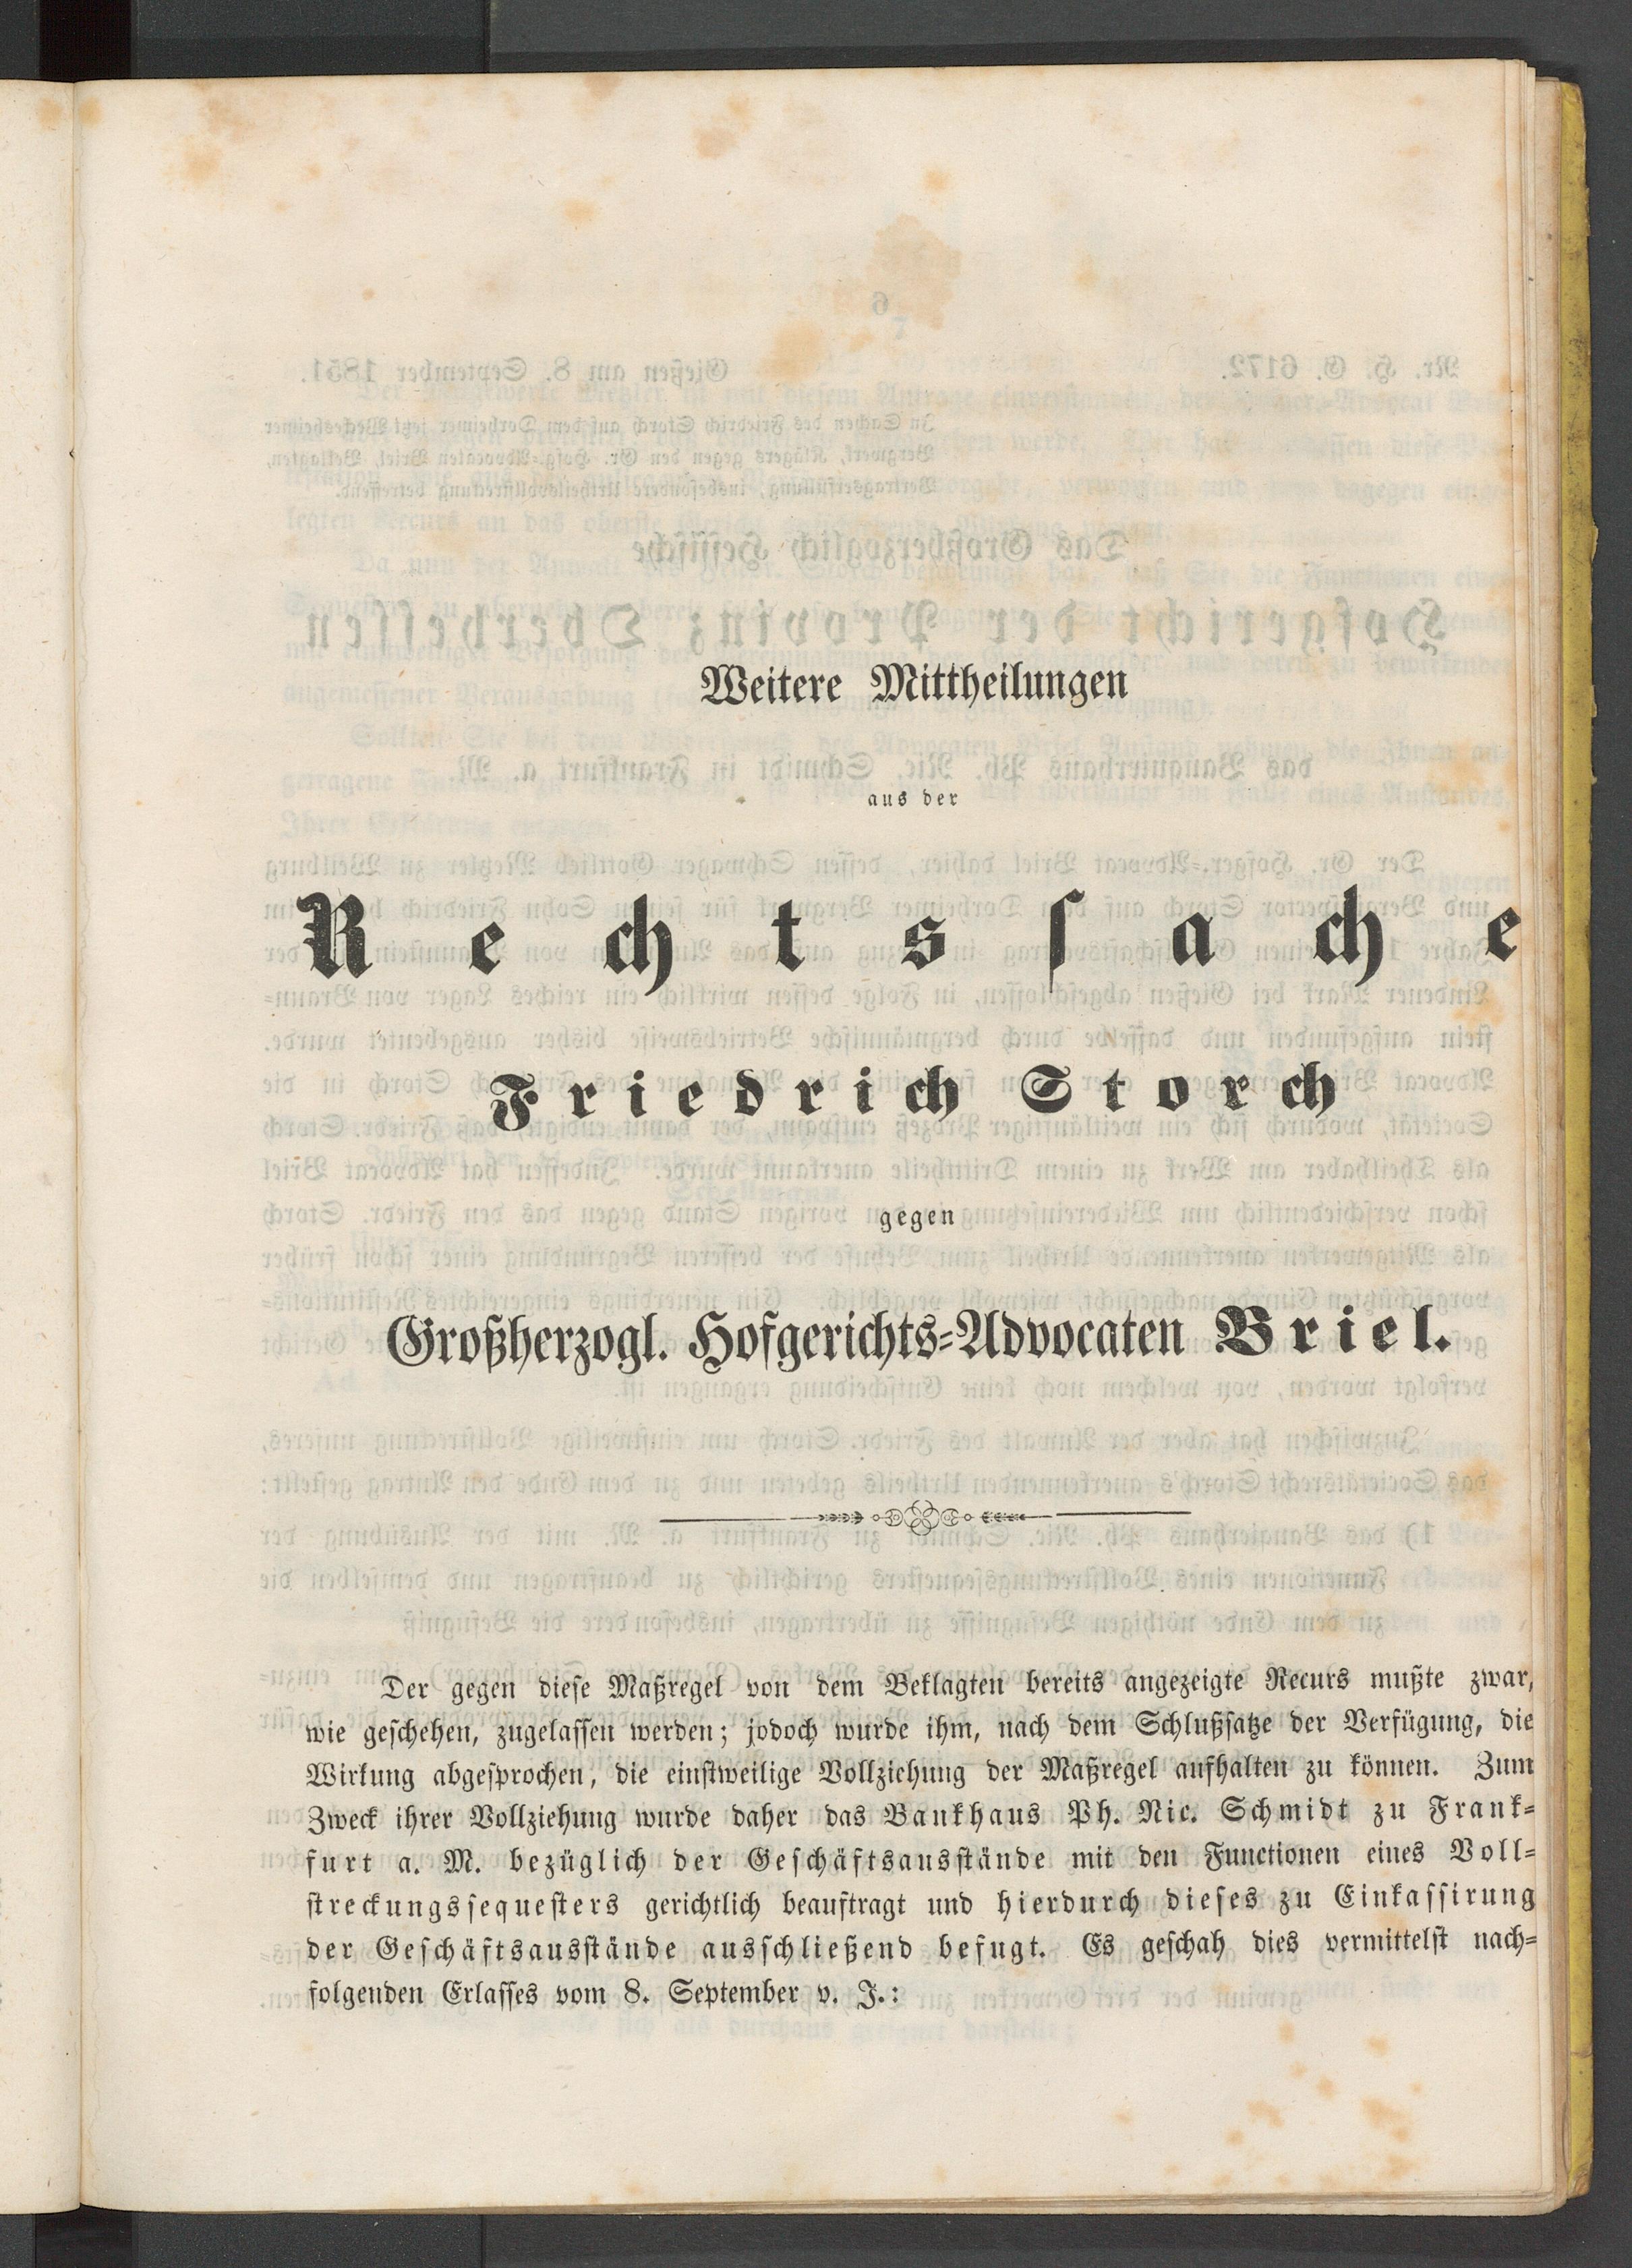 Weitere Mittheilungen
aus der
Rechtssache
Friedrich Storch
gegen
Großherzogl. Hofgerichts-Advocaten Briel.
Der gegen diese Maßregel von dem Beklagten bereits angezeigte Recurs mußte zwar,
wie geschehen, zugelassen werden; jodoch wurde ihm, nach dem Schlußsatze der Verfügung, die
Wirkung abgesprochen, die einstweilige Vollziehung der Maßregel aufhalten zu können. Zum
Zweck ihrer Vollziehung wurde daher das Bankhaus Ph. Nic. Schmidt zu Frank-
furt a. M. bezüglich der Geschäftsausstände mit den Functionen eines Voll-
streckungssequesters gerichtlich beauftragt und hierdurch dieses zu Einkassirung
der Geschäftsausstände ausschließend befugt. Es geschah dies vermittelst nach-
folgenden Erlasses vom 8. September v. J.: